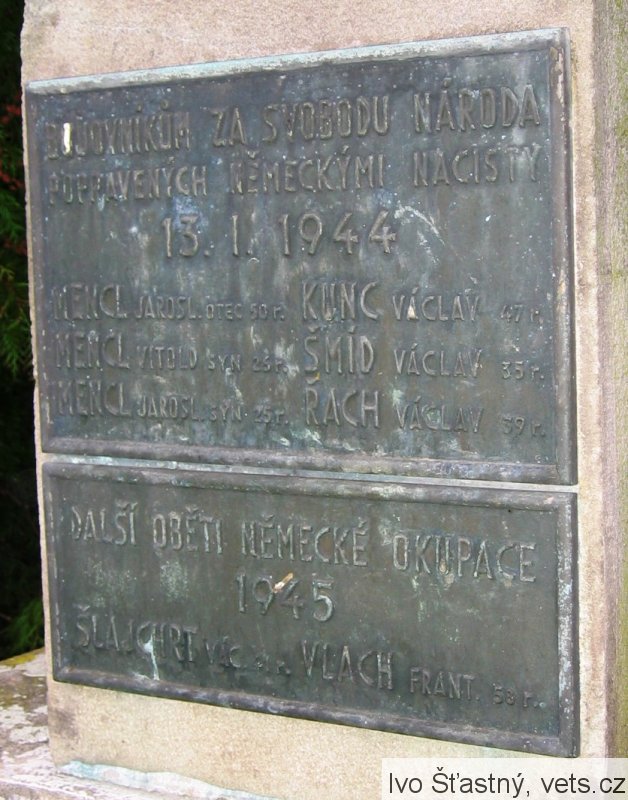 BOJOVNÍKŮM ZA SVOBODU NÁRODA
POPRAVENÝCH NĚMECKÝMI NACISTY
13. I. 1944
MENCL JAROSL. OTEC 50 r. KUNC VÁCLAV 47 r.
MENCL VITOLD SYN 26 r. ŠMÍD VÁCLAV 35 r.
MENCL JAROSL. SYN 25 r. ŘACH VÁCLAV 39 r.
DALŠÍ OBĚTI NĚMECKÉ OKUPACE
1945
ŠLAJCHRT VÁC. r. VLACH FRANT. 58 r.
Ivo Šťastný, vets.cz